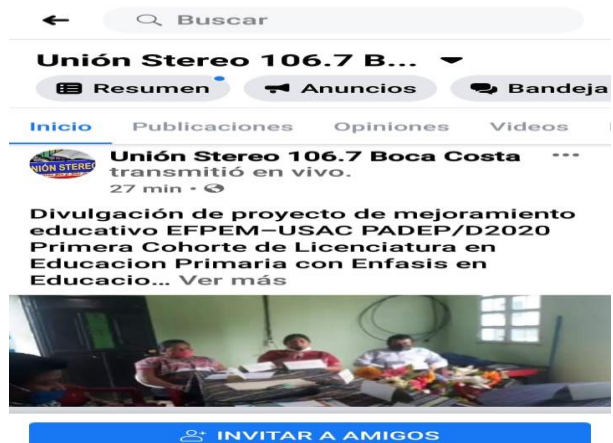 Buscar
Unión Stereo 106.7 B...
Resumen Anuncios Bandeja
Inicio Publicaciones Opiniones Videos
UNIÓN STEREO
Unión Stereo 106.7 Boca Costa ...
transmitió en vivo.
27 min ·
Divulgación de proyecto de mejoramiento
educativo EFPEM–USAC PADEP/D2020
Primera Cohorte de Licenciatura en
Educacion Primaria con Enfasis en
Educacio... Ver más
INVITAR A AMIGOS